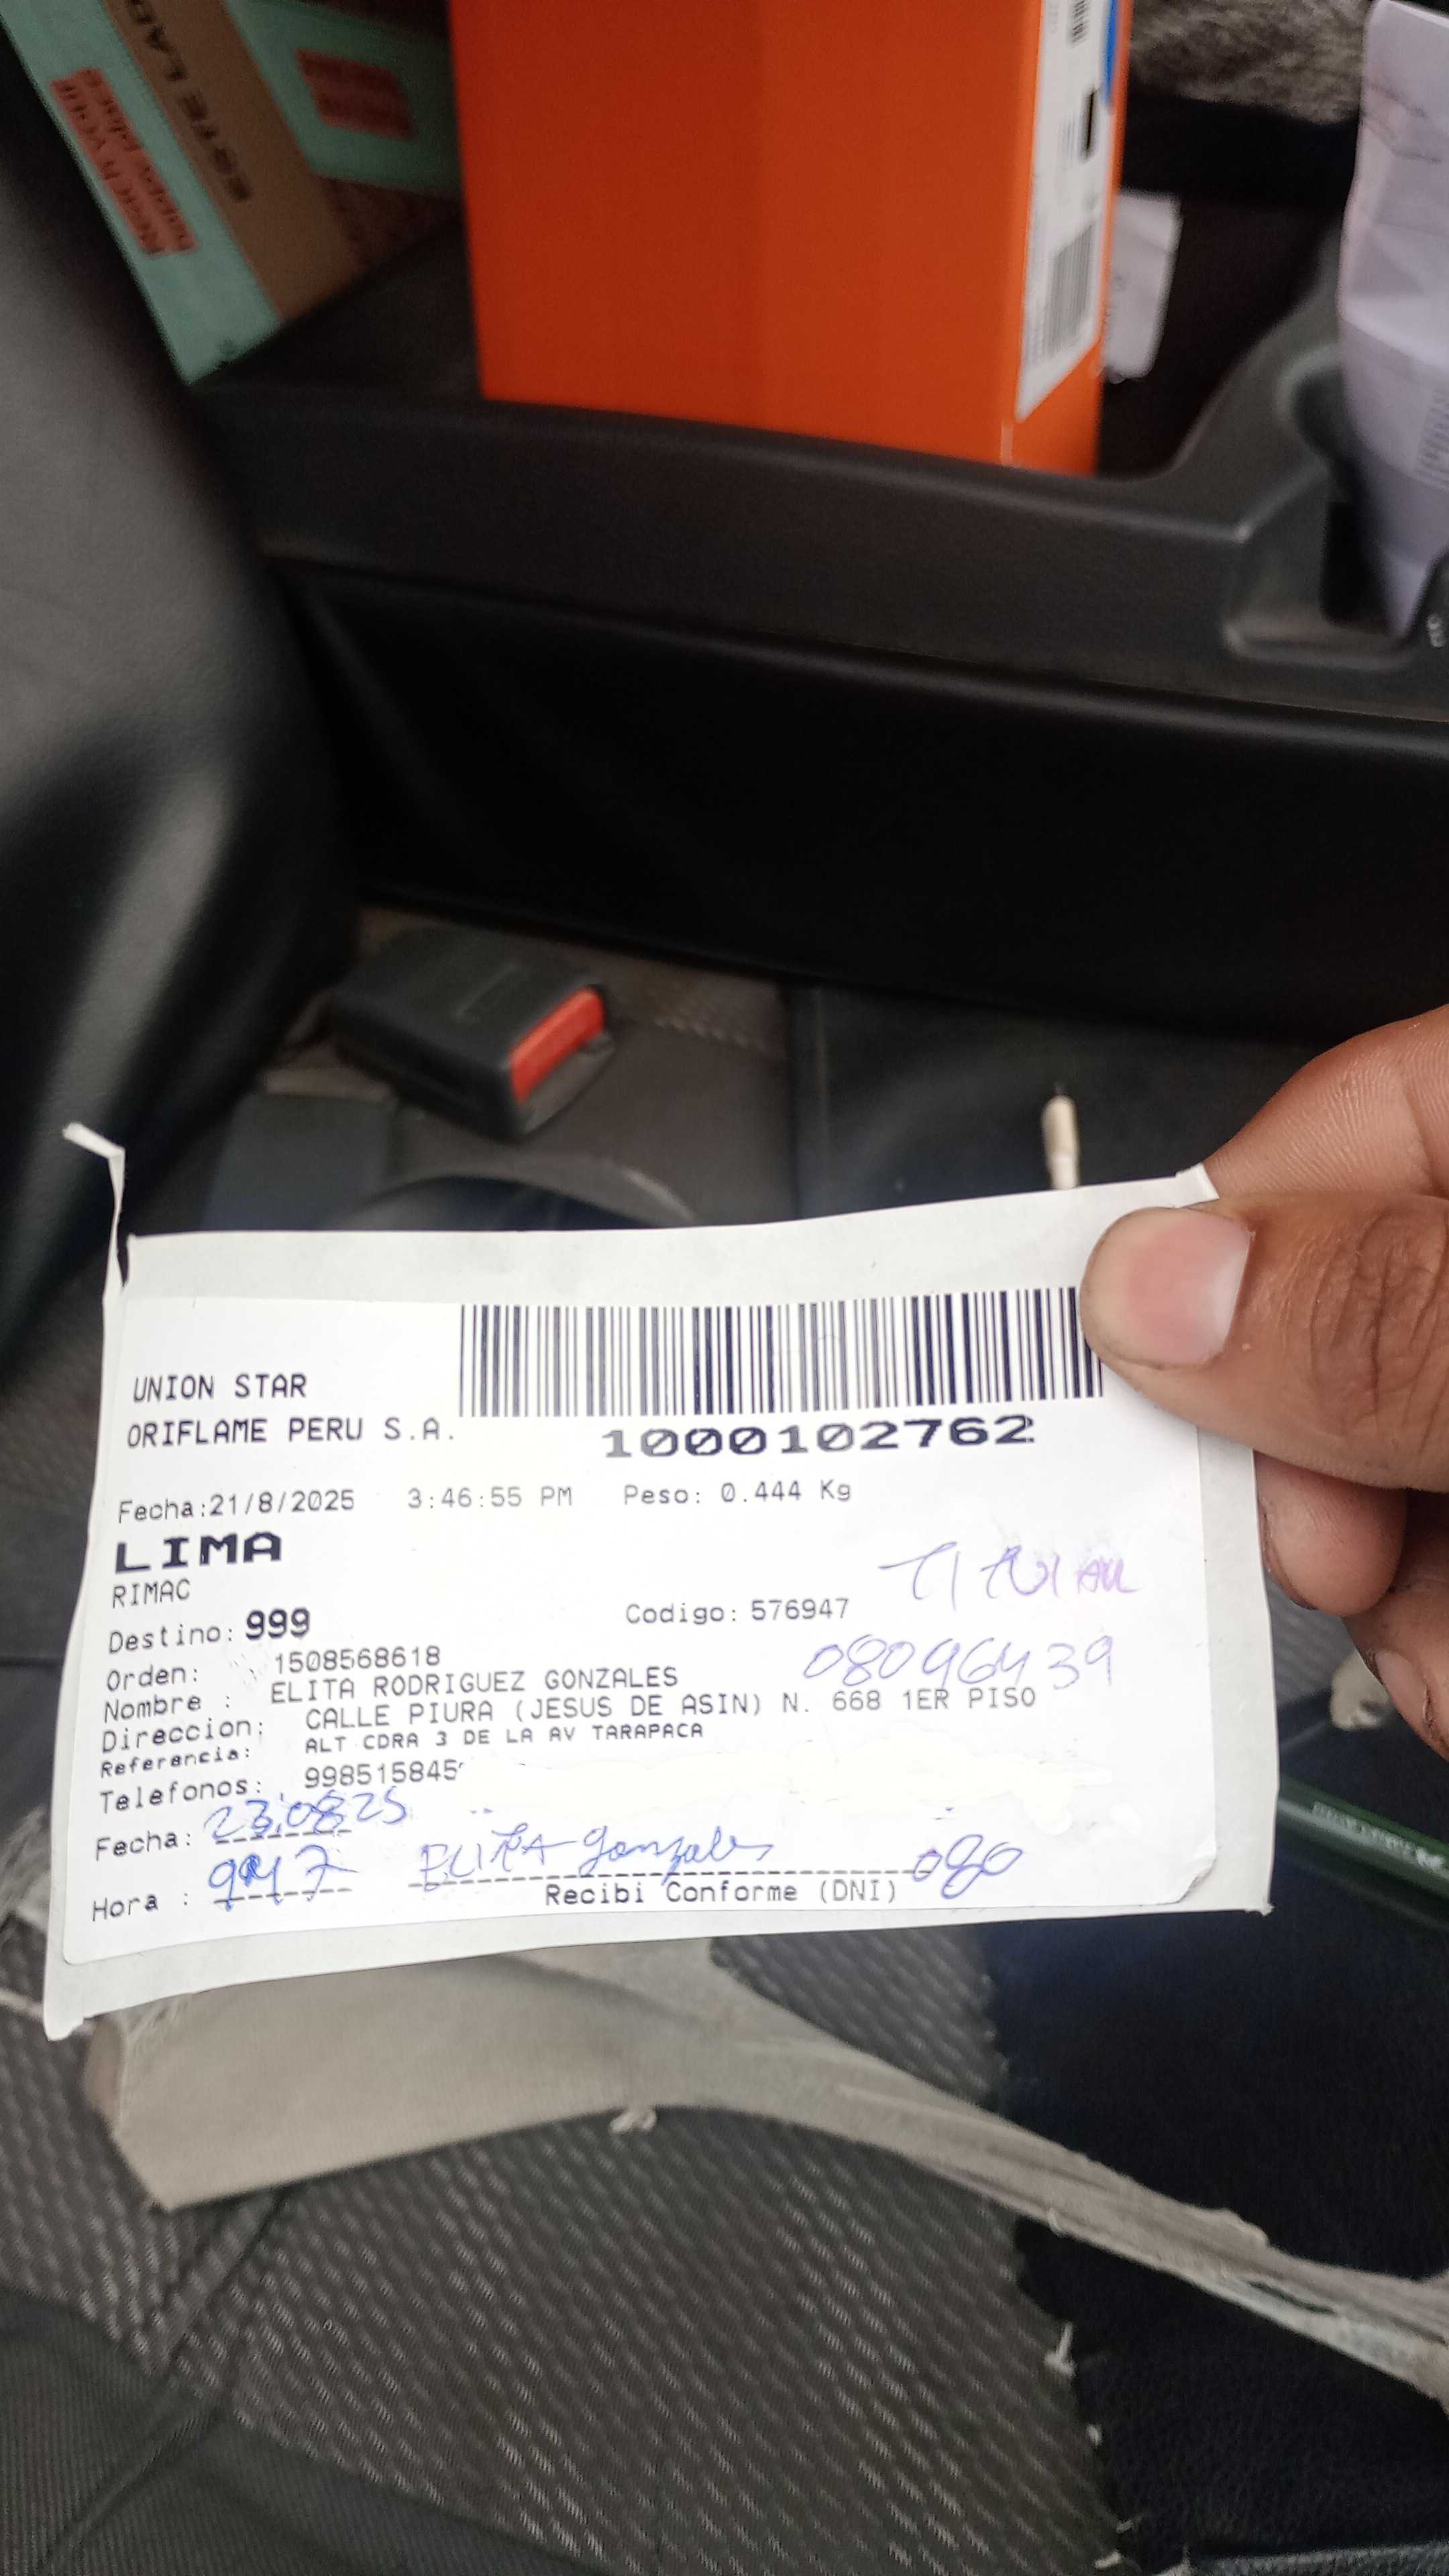 ESTE LAD
UNION STAR
ORIFLAME PERU S.A.
1000102762
Fecha:21/8/2025 3:46:55 PM Peso: 0.444 Kg
LIMA
RIMAC
Destino: 999 Codigo: 576947
Orden: 1508568618
08096439
Nombre : ELITA RODRIGUEZ GONZALES
Direccion: CALLE PIURA (JESUS DE ASIN) N. 668 1ER PISO
Referencia: ALT CDRA 3 DE LA AV TARAPACA
Telefonos: 998515845
Fecha: 23.08.25
Hora : ELITA Gonzales 080
Recibi Conforme (DNI)